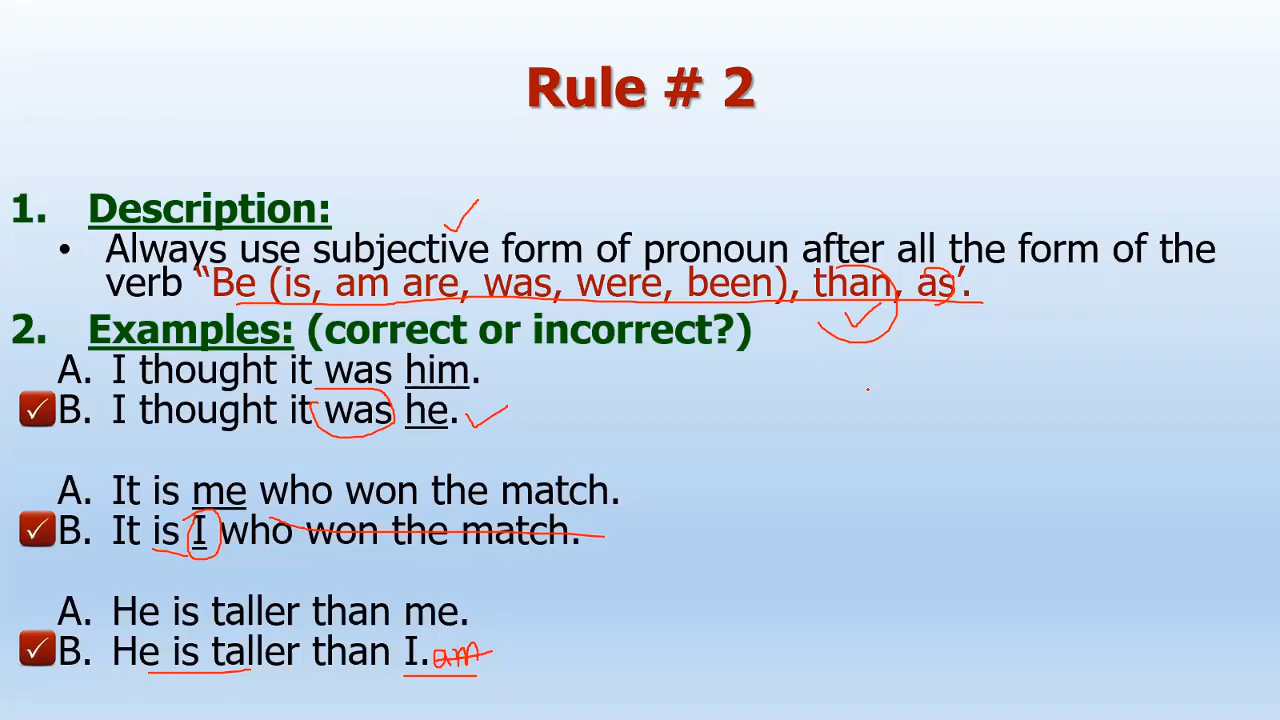 Rule # 2
1. Description:
• Always use subjective form of pronoun after all the form of the
verb “Be (is, am are, was, were, been), than, as’.
2. Examples: (correct or incorrect?)
A. I thought it was him.
B. I thought it was he.
A. It is me who won the match.
B. It is I who won the match.
A. He is taller than me.
B. He is taller than I. am